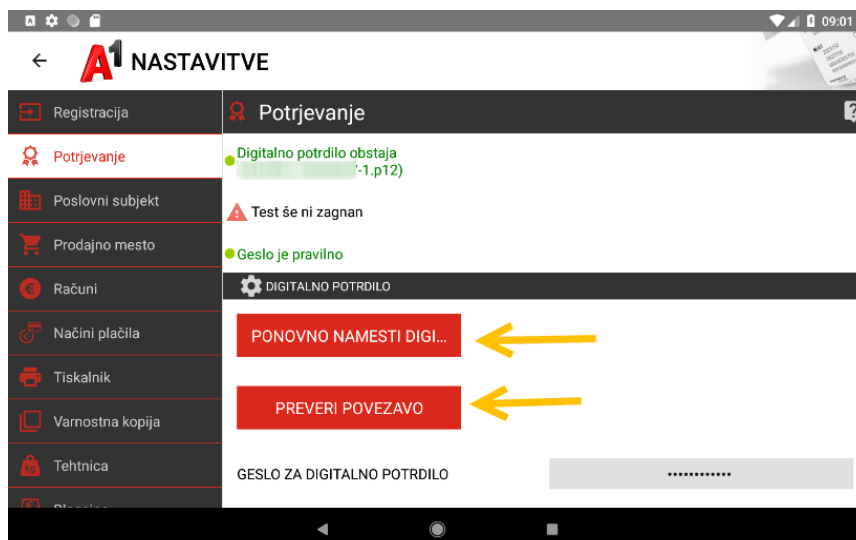 09:01
A1 NASTAVITVE
Registracija
Potrjevanje
Poslovni subjekt
Prodajno mesto
Računi
Načini plačila
Tiskalnik
Varnostna kopija
Tehtnica
Potrjevanje
Digitalno potrdilo obstaja
-1.p12)
Test še ni zagnan
Geslo je pravilno
DIGITALNO POTRDILO
PONOVNO NAMESTI DIGI...
PREVERI POVEZAVO
GESLO ZA DIGITALNO POTRDILO
••••••••••••